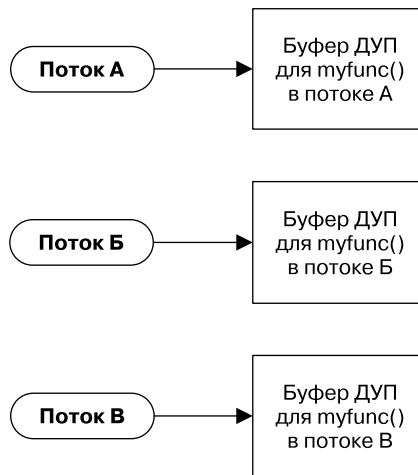 Поток А
Буфер ДУП
для myfunc()
в потоке А
Поток Б
Буфер ДУП
для myfunc()
в потоке Б
Поток В
Буфер ДУП
для myfunc()
в потоке В